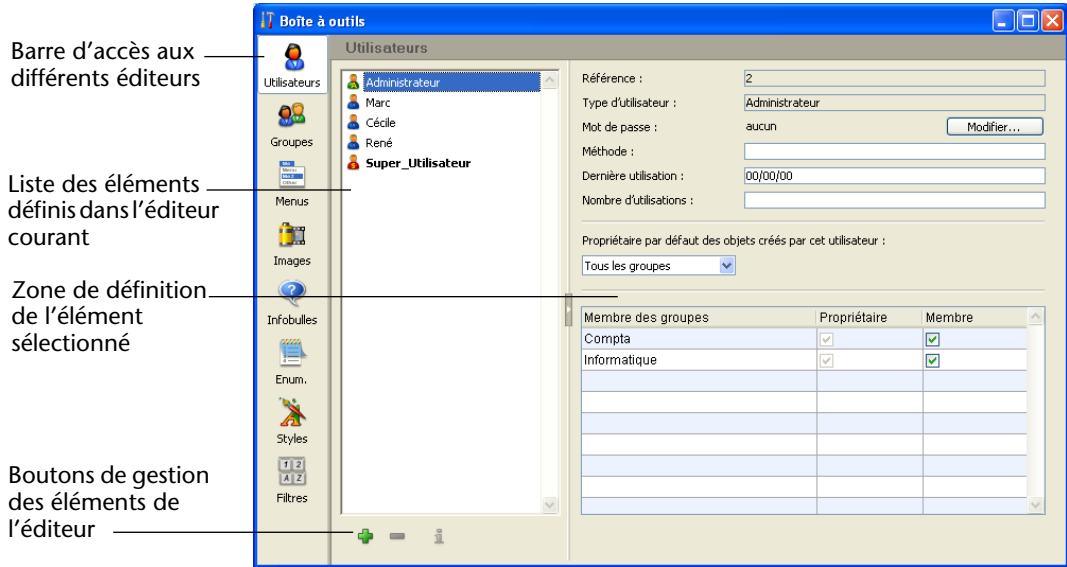 Boîte à outils
Barre d'accès aux
différents éditeurs
Liste des éléments
définis dans l'éditeur
courant
Zone de définition
de l'élément
sélectionné
Boutons de gestion
des éléments de
l'éditeur
Utilisateurs
Groupes
Menus
Images
Infobulles
Enum.
Styles
1 2
A Z
Filtres
Utilisateurs
Administrateur
Marc
Cécile
René
Super_Utilisateur
Référence : 2
Type d'utilisateur : Administrateur
Mot de passe : aucun Modifier...
Méthode :
Dernière utilisation : 00/00/00
Nombre d'utilisations :
Propriétaire par défaut des objets créés par cet utilisateur :
Tous les groupes
Membre des groupes Propriétaire Membre
Compta
Informatique